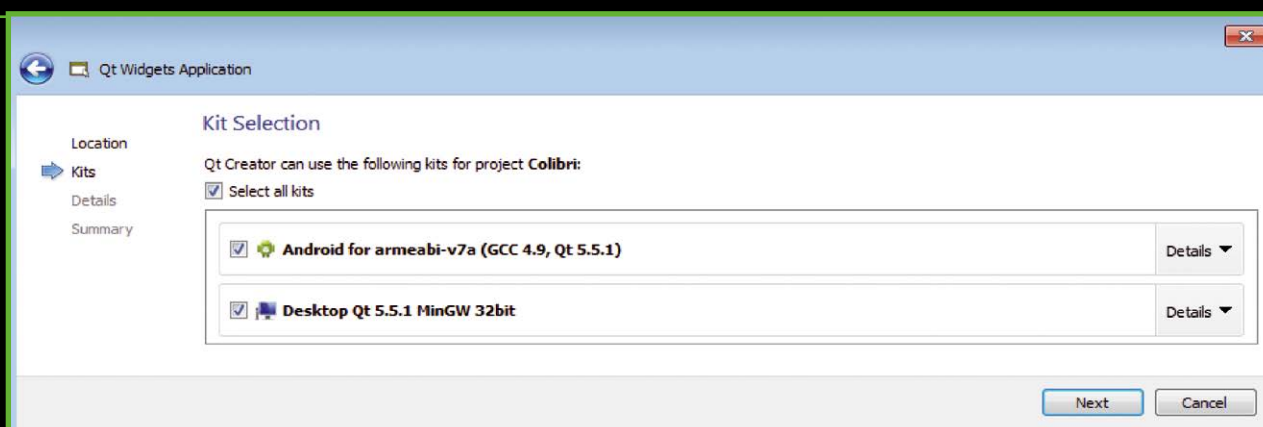 Qt Widgets Application
Location
Kits
Details
Summary
Kit Selection
Qt Creator can use the following kits for project Colibri:
Select all kits
Android for armeabi-v7a (GCC 4.9, Qt 5.5.1)
Details
Desktop Qt 5.5.1 MinGW 32bit
Details
Next
Cancel